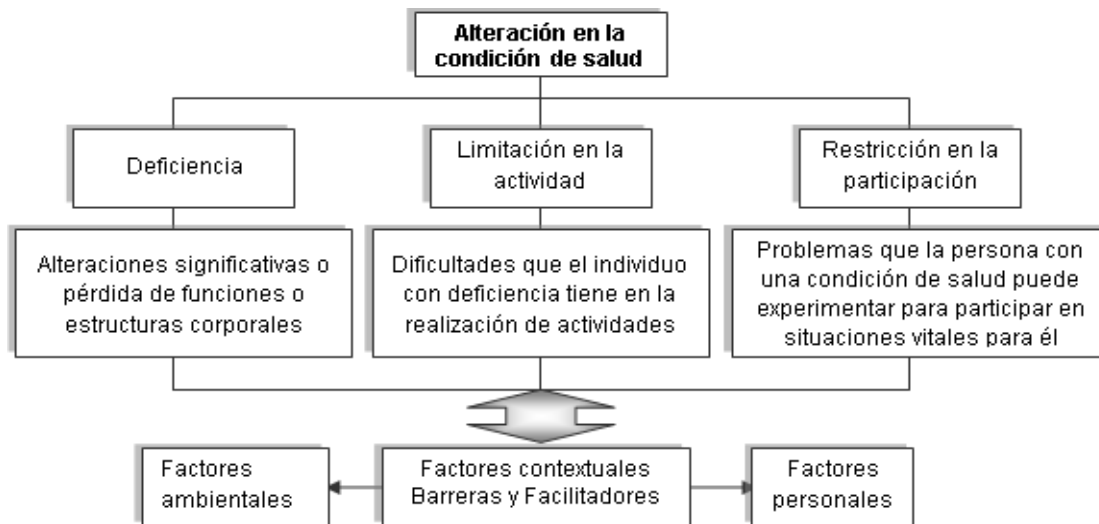 Alteración en la
condición de salud
Deficiencia
Limitación en la
actividad
Restricción en la
participación
Alteraciones significativas o
pérdida de funciones o
estructuras corporales
Dificultades que el individuo
con deficiencia tiene en la
realización de actividades
Problemas que la persona con
una condición de salud puede
experimentar para participar en
situaciones vitales para él
Factores
ambientales
Factores contextuales
Barreras y Facilitadores
Factores
personales